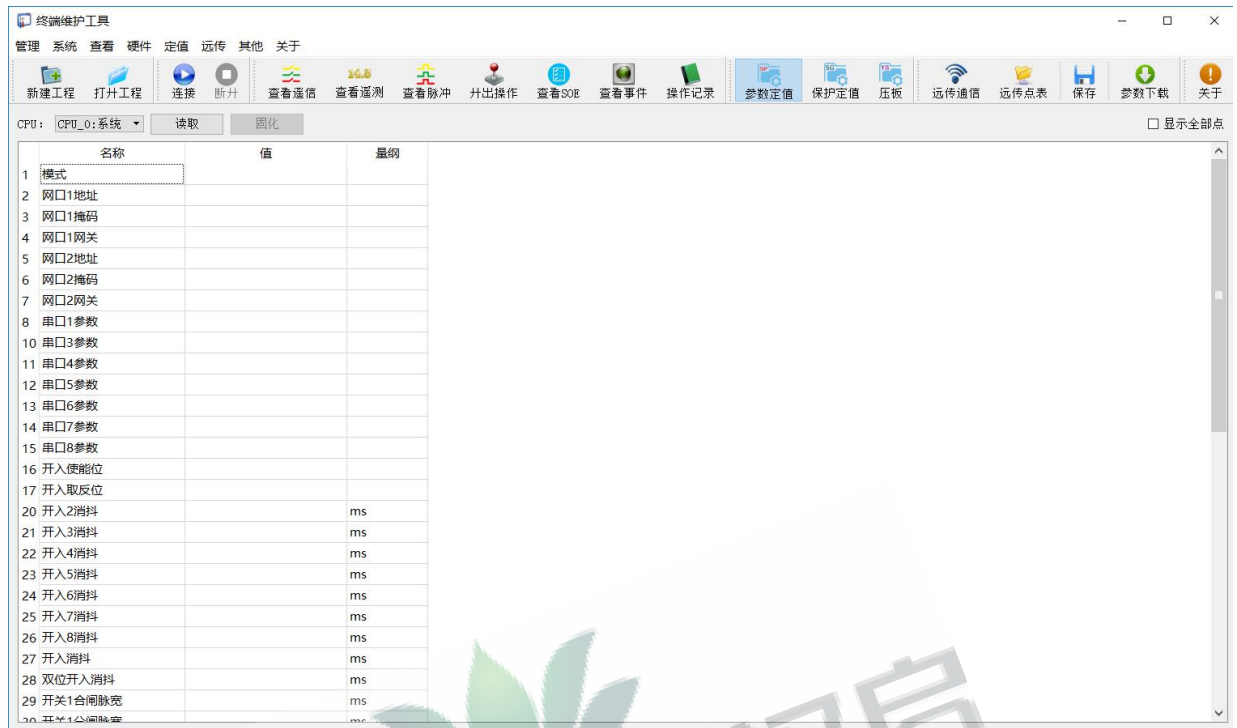 终端维护工具
管理 系统 查看 硬件 定值 远传 其他 关于
新建工程 打开工程 连接 断开 查看遥信 查看遥测 查看脉冲 开出操作 查看SOE 查看事件 操作记录 参数定值 保护定值 压板 远传通信 远传点表 保存 参数下载 关于
CPU: CPU_0:系统 读取 固化 显示全部点
名称 值 量纲
1 模式
2 网口1地址
3 网口1掩码
4 网口1网关
5 网口2地址
6 网口2掩码
7 网口2网关
8 串口1参数
10 串口3参数
11 串口4参数
12 串口5参数
13 串口6参数
14 串口7参数
15 串口8参数
16 开入使能位
17 开入取反位
20 开入2消抖 ms
21 开入3消抖 ms
22 开入4消抖 ms
23 开入5消抖 ms
24 开入6消抖 ms
25 开入7消抖 ms
26 开入8消抖 ms
27 开入消抖 ms
28 双位开入消抖 ms
29 开关1合闸脉宽 ms
30 开关1分闸脉宽 ms